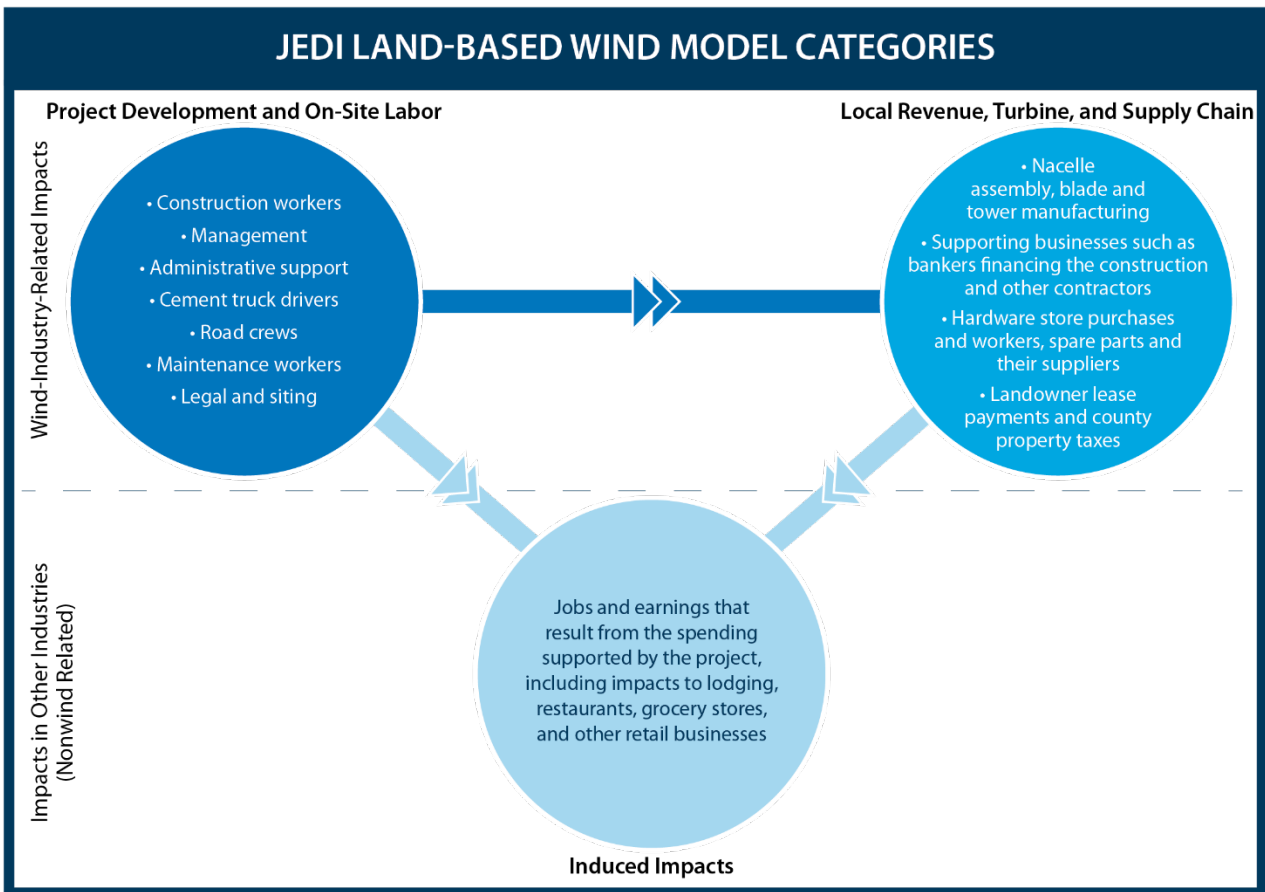 JEDI LAND-BASED WIND MODEL CATEGORIES
Project Development and On-Site Labor
Local Revenue, Turbine, and Supply Chain
Wind-Industry-Related Impacts
• Construction workers
• Management
• Administrative support
• Cement truck drivers
• Road crews
• Maintenance workers
• Legal and siting
• Nacelle
assembly, blade and
tower manufacturing
• Supporting businesses such as
bankers financing the construction
and other contractors
• Hardware store purchases
and workers, spare parts and
their suppliers
• Landowner lease
payments and county
property taxes
Impacts in Other Industries
(Nonwind Related)
Jobs and earnings that
result from the spending
supported by the project,
including impacts to lodging,
restaurants, grocery stores,
and other retail businesses
Induced Impacts